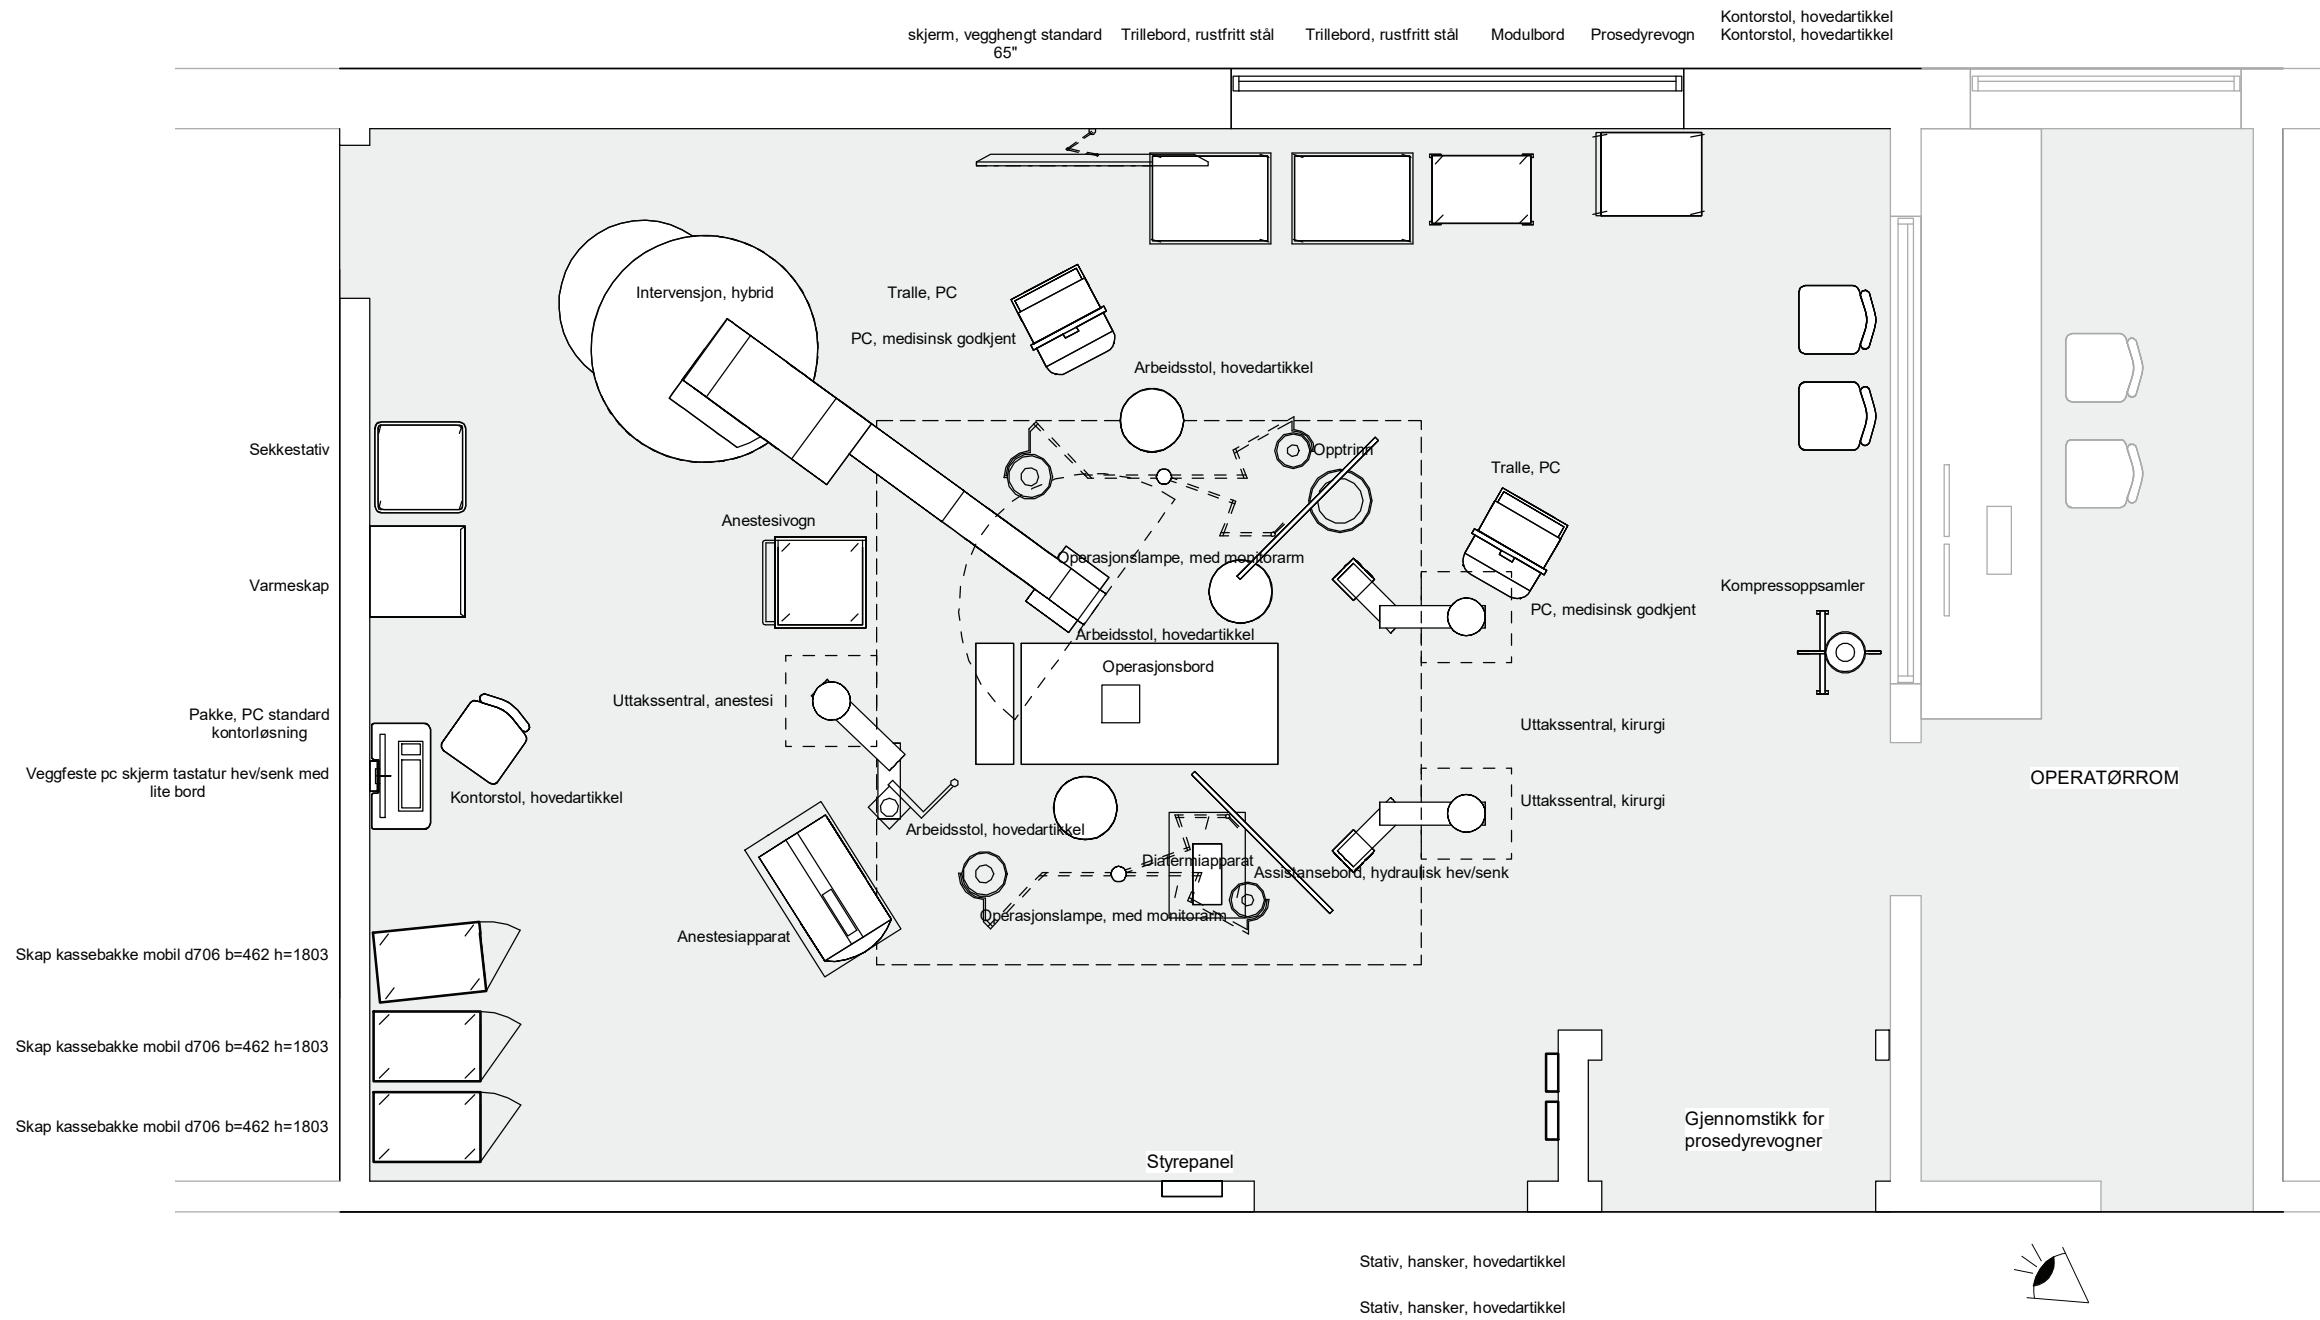 Kontorstol, hovedartikkel
skjerm, vegghengt standard
65"
Trillebord, rustfritt stål
Trillebord, rustfritt stål
Modulbord
Prosedyrevogn
Kontorstol, hovedartikkel
Intervensjon, hybrid
Tralle, PC
PC, medisinsk godkjent
Arbeidsstol, hovedartikkel
Sekkestativ
Opptrinn
Tralle, PC
Anestesivogn
Operasjonslampe, med monitorarm
Varmeskap
Kompressoppsamler
PC, medisinsk godkjent
Arbeidsstol, hovedartikkel
Operasjonsbord
Uttakssentral, anestesi
Pakke, PC standard
kontorløsning
Uttakssentral, kirurgi
Veggfeste pc skjerm tastatur hev/senk med
lite bord
OPERATØRROM
Kontorstol, hovedartikkel
Uttakssentral, kirurgi
Arbeidsstol, hovedartikkel
Diatermiapparat
Assistansebord, hydraulisk hev/senk
Operasjonslampe, med monitorarm
Anestesiapparat
Skap kassebakke mobil d706 b=462 h=1803
Skap kassebakke mobil d706 b=462 h=1803
Skap kassebakke mobil d706 b=462 h=1803
Gjennomstikk for
prosedyrevogner
Styrepanel
Stativ, hansker, hovedartikkel
Stativ, hansker, hovedartikkel